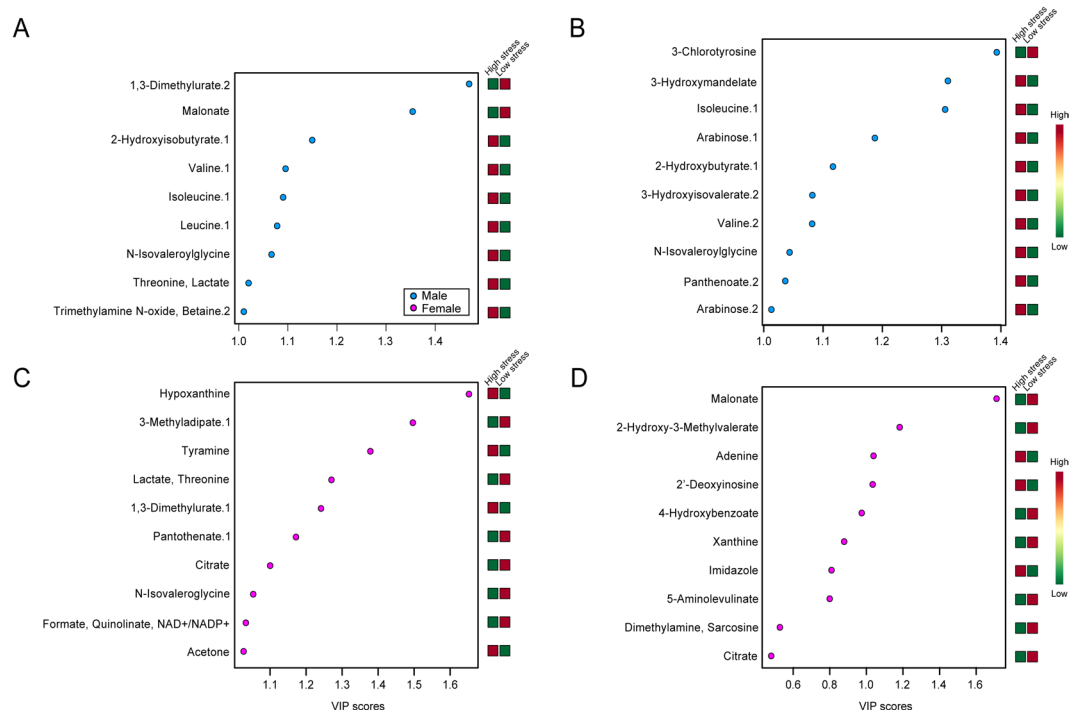 A
High stress
Low stress
1,3-Dimethylurate.2
Malonate
2-Hydroxyisobutyrate.1
Valine.1
Isoleucine.1
Leucine.1
N-Isovaleroylglycine
Threonine, Lactate
Trimethylamine N-oxide, Betaine.2
Male
Female
1.0 1.1 1.2 1.3 1.4
B
High stress
Low stress
3-Chlorotyrosine
3-Hydroxymandelate
Isoleucine.1
Arabinose.1
2-Hydroxybutyrate.1
3-Hydroxyisovalerate.2
Valine.2
N-Isovaleroylglycine
Panthenoate.2
Arabinose.2
1.0 1.1 1.2 1.3 1.4
High
Low
C
High stress
Low stress
Hypoxanthine
3-Methyladipate.1
Tyramine
Lactate, Threonine
1,3-Dimethylurate.1
Pantothenate.1
Citrate
N-Isovaleroglycine
Formate, Quinolinate, NAD+/NADP+
Acetone
1.1 1.2 1.3 1.4 1.5 1.6
VIP scores
D
High stress
Low stress
Malonate
2-Hydroxy-3-Methylvalerate
Adenine
2'-Deoxyinosine
4-Hydroxybenzoate
Xanthine
Imidazole
5-Aminolevulinate
Dimethylamine, Sarcosine
Citrate
0.6 0.8 1.0 1.2 1.4 1.6
VIP scores
High
Low